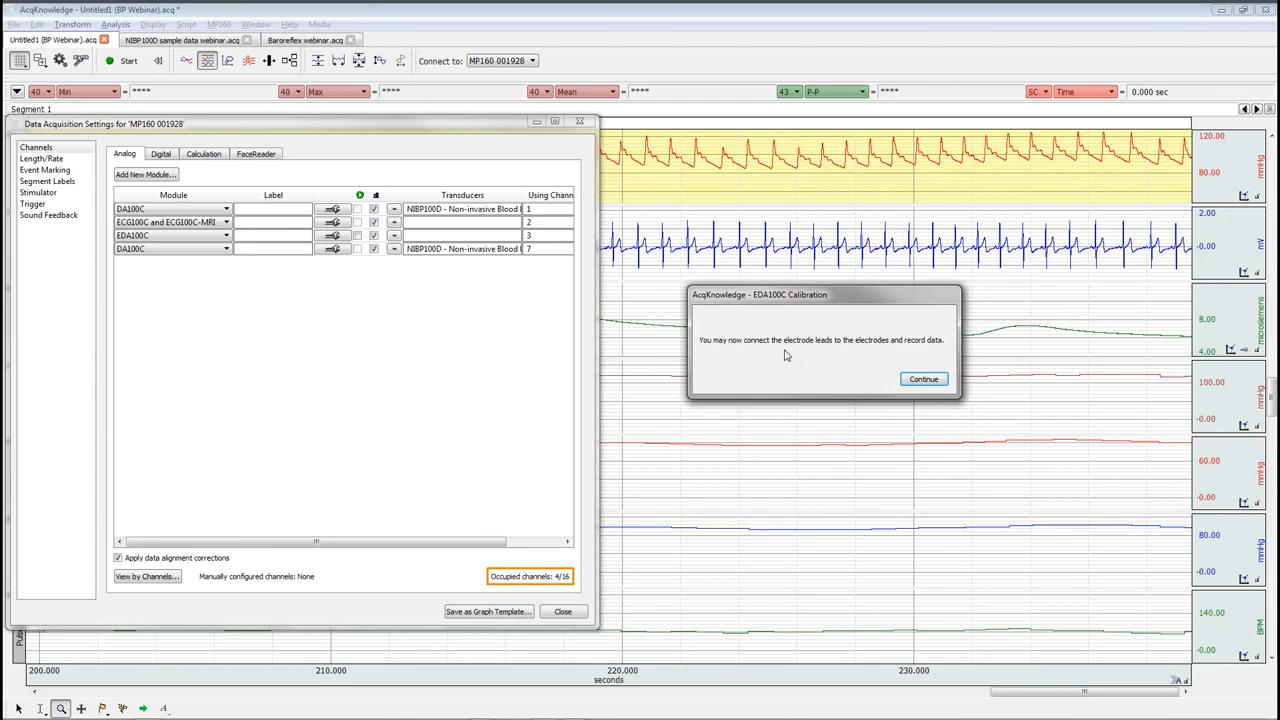 AcqKnowledge - Untitled1 (BP Webinar).acq *
File Edit Transform Analysis Display Script MP160 Window Help Media
Untitled1 (BP Webinar).acq NIBP100D sample data webinar.acq Baroreflex webinar.acq
Start Connect to: MP160 001928
40 Min = **** 40 Max = **** 40 Mean = **** 43 P-P = **** SC Time = 0.000 sec
Segment 1
Data Acquisition Settings for 'MP160 001928'
Channels
Length/Rate
Event Marking
Segment Labels
Stimulator
Trigger
Sound Feedback
Analog Digital Calculation FaceReader
Add New Module...
Module Label Transducers Using Chann
DA100C NIBP100D - Non-invasive Blood 1
ECG100C and ECG100C-MRI 2
EDA100C 3
DA100C NIBP100D - Non-invasive Blood 7
Apply data alignment corrections
View by Channels... Manually configured channels: None Occupied channels: 4/16
Save as Graph Template... Close
AcqKnowledge - EDA100C Calibration
You may now connect the electrode leads to the electrodes and record data.
Continue
120.00
80.00
mmHg
2.00
-0.00
mV
8.00
4.00
microsiemens
100.00
-0.00
mmHg
60.00
-0.00
mmHg
80.00
-0.00
mmHg
140.00
-0.00
BPM
Pulse
200.000 210.000 220.000 230.000
seconds